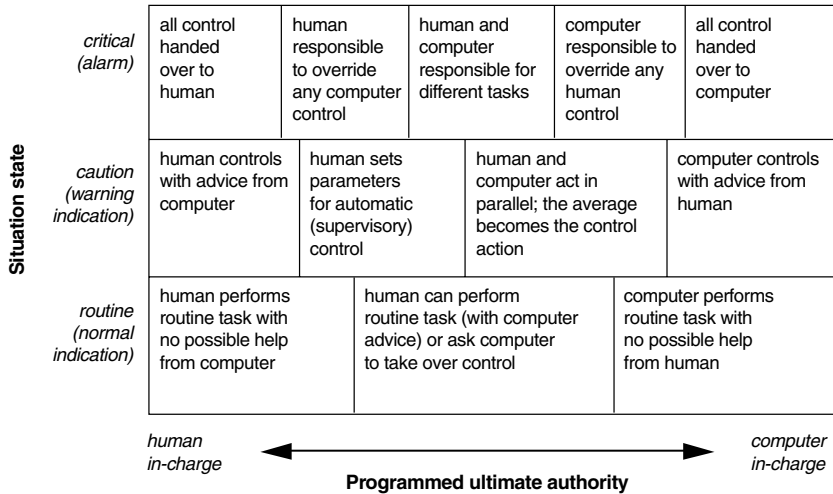 Situation state
critical
(alarm)
all control
handed
over to
human
human
responsible
to override
any computer
control
human and
computer
responsible for
different tasks
computer
responsible to
override any
human
control
all control
handed
over to
computer
caution
(warning
indication)
human controls
with advice from
computer
human sets
parameters
for automatic
(supervisory)
control
human and
computer act in
parallel; the average
becomes the control
action
computer controls
with advice from
human
routine
(normal
indication)
human performs
routine task with
no possible help
from computer
human can perform
routine task (with computer
advice) or ask computer
to take over control
computer performs
routine task with
no possible help
from human
human
in-charge
computer
in-charge
Programmed ultimate authority